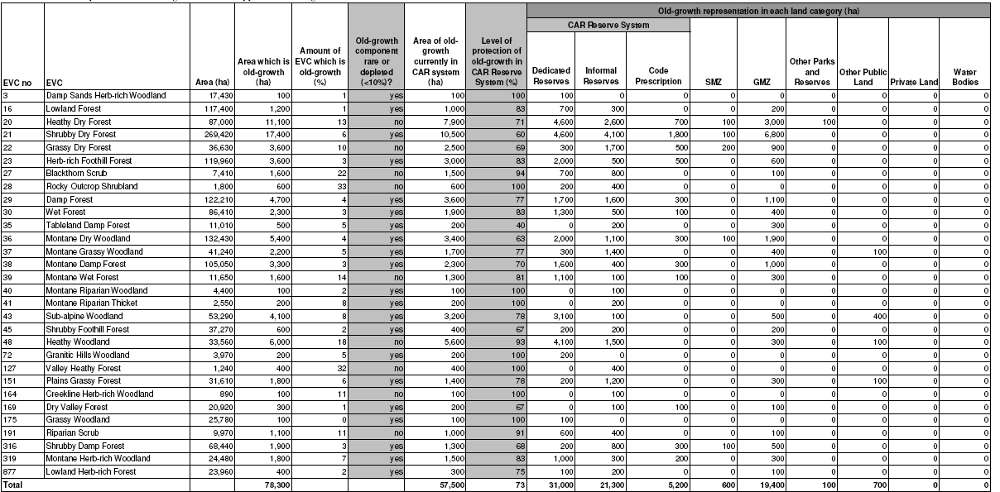 Old-growth representation in each land category (ha)
CAR Reserve System
EVC no EVC Area (ha) Area which is old-growth (ha) Amount of EVC which is old-growth (%) Old-growth component rare or depleted (<10%)? Area of old-growth currently in CAR system (ha) Level of protection of old-growth in CAR Reserve System (%) Dedicated Reserves Informal Reserves Code Prescription SMZ GMZ Other Parks and Reserves Other Public Land Private Land Water Bodies
3 Damp Sands Herb-rich Woodland 17,430 100 1 yes 100 100 100 0 0 0 0 0 0 0 0
16 Lowland Forest 117,400 1,200 1 yes 1,000 83 700 300 0 0 200 0 0 0 0
20 Heathy Dry Forest 87,000 11,100 13 no 7,900 71 4,600 2,600 700 100 3,000 100 0 0 0
21 Shrubby Dry Forest 269,420 17,400 6 yes 10,500 60 4,600 4,100 1,800 100 6,800 0 0 0 0
22 Grassy Dry Forest 36,630 3,600 10 no 2,500 69 300 1,700 500 200 900 0 0 0 0
23 Herb-rich Foothill Forest 119,960 3,600 3 yes 3,000 83 2,000 500 500 0 600 0 0 0 0
27 Blackthorn Scrub 7,410 1,600 22 no 1,500 94 700 800 0 0 100 0 0 0 0
28 Rocky Outcrop Shrubland 1,800 600 33 no 600 100 200 400 0 0 0 0 0 0 0
29 Damp Forest 122,210 4,700 4 yes 3,600 77 1,700 1,600 300 0 1,100 0 0 0 0
30 Wet Forest 86,410 2,300 3 yes 1,900 83 1,300 500 100 0 400 0 0 0 0
35 Tableland Damp Forest 11,010 500 5 yes 200 40 0 200 0 0 300 0 0 0 0
36 Montane Dry Woodland 132,430 5,400 4 yes 3,400 63 2,000 1,100 300 100 1,900 0 0 0 0
37 Montane Grassy Woodland 41,240 2,200 5 yes 1,700 77 300 1,400 0 0 400 0 100 0 0
38 Montane Damp Forest 105,050 3,300 3 yes 2,300 70 1,600 400 300 0 1,000 0 0 0 0
39 Montane Wet Forest 11,650 1,600 14 no 1,300 81 1,100 100 100 0 300 0 0 0 0
40 Montane Riparian Woodland 4,400 100 2 yes 100 100 0 100 0 0 0 0 0 0 0
41 Montane Riparian Thicket 2,550 200 8 yes 200 100 0 200 0 0 0 0 0 0 0
43 Sub-alpine Woodland 53,290 4,100 8 yes 3,200 78 3,100 100 0 0 500 0 400 0 0
45 Shrubby Foothill Forest 37,270 600 2 yes 400 67 200 200 0 0 200 0 0 0 0
48 Heathy Woodland 33,560 6,000 18 no 5,600 93 4,100 1,500 0 0 300 0 100 0 0
72 Granitic Hills Woodland 3,970 200 5 yes 200 100 200 0 0 0 0 0 0 0 0
127 Valley Heathy Forest 1,240 400 32 no 400 100 0 400 0 0 0 0 0 0 0
151 Plains Grassy Forest 31,610 1,800 6 yes 1,400 78 200 1,200 0 0 300 0 100 0 0
164 Creekline Herb-rich Woodland 890 100 11 no 100 100 0 100 0 0 0 0 0 0 0
169 Dry Valley Forest 20,920 300 1 yes 200 67 0 100 100 0 100 0 0 0 0
175 Grassy Woodland 25,780 100 0 yes 100 100 100 0 0 0 0 0 0 0 0
191 Riparian Scrub 9,970 1,100 11 no 1,000 91 600 400 0 0 100 0 0 0 0
316 Shrubby Damp Forest 68,440 1,900 3 yes 1,300 68 200 800 300 100 500 0 0 0 0
319 Montane Herb-rich Woodland 24,480 1,800 7 yes 1,500 83 1,000 300 200 0 300 0 0 0 0
877 Lowland Herb-rich Forest 23,960 400 2 yes 300 75 100 200 0 0 100 0 0 0 0
Total 78,300 57,500 73 31,000 21,300 5,200 600 19,400 100 700 0 0